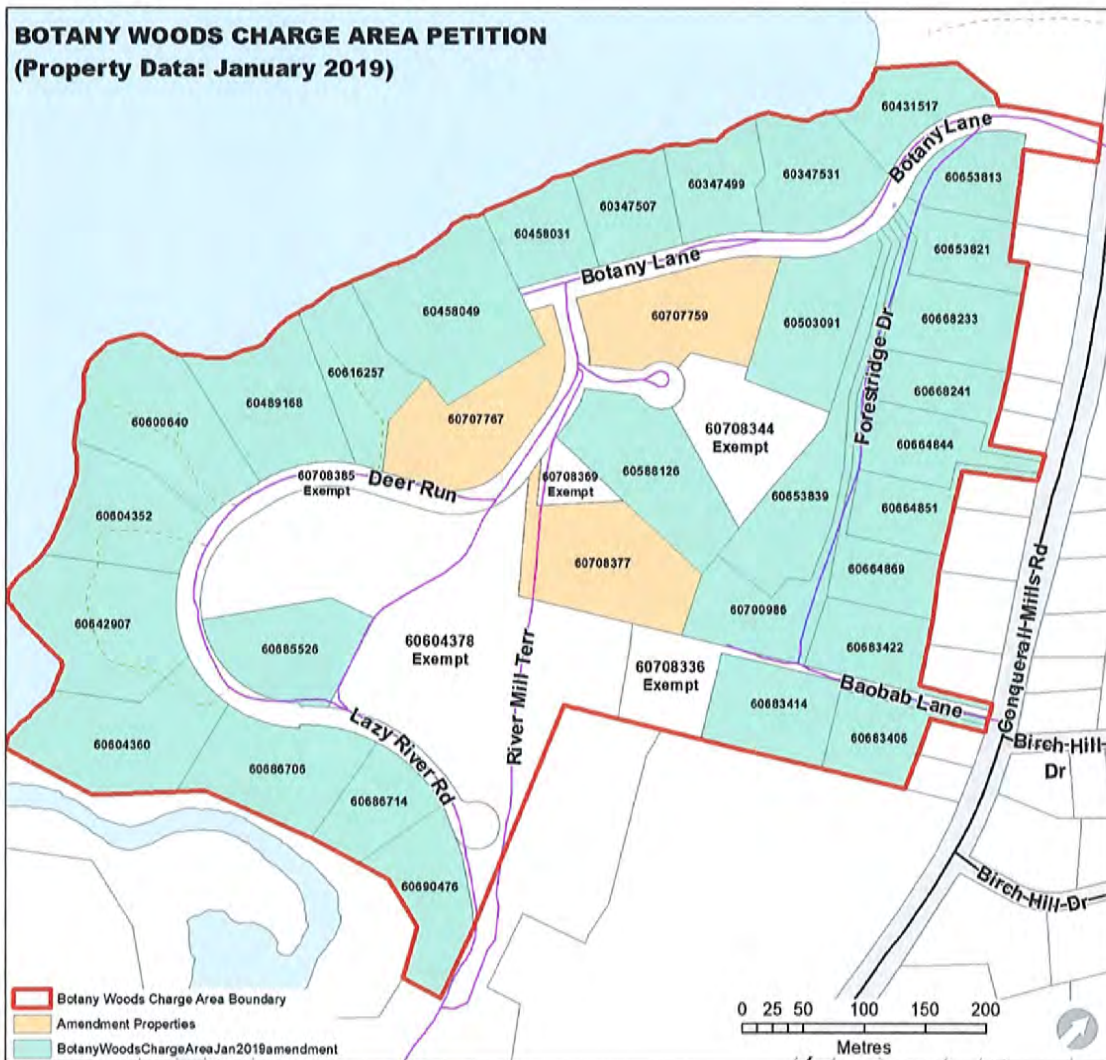 BOTANY WOODS CHARGE AREA PETITION
(Property Data: January 2019)
60431517
Botany Lane
60347531
60347499
60347507
60458031
60653813
60653821
Botany Lane
60458049
60707759
60503091
60668233
60616257
60489168
60600640
60707767
60668241
Forestridge Dr
60708344
Exempt
60664844
60708385
Exempt
Deer Run
60708369
Exempt
60588126
60653839
60664851
60604352
60708377
60664869
60642907
60685526
60604378
Exempt
60700986
60683422
60708336
Exempt
River Mill Terr
Baobab Lane
60683414
60683406
Conquerall-Mills-Rd
Birch-Hill-
Dr
60604360
60686706
Lazy River Rd
60686714
60690476
Birch-Hill-Dr
Botany Woods Charge Area Boundary
Amendment Properties
BotanyWoodsChargeAreaJan2019amendment
0 25 50 100 150 200
Metres